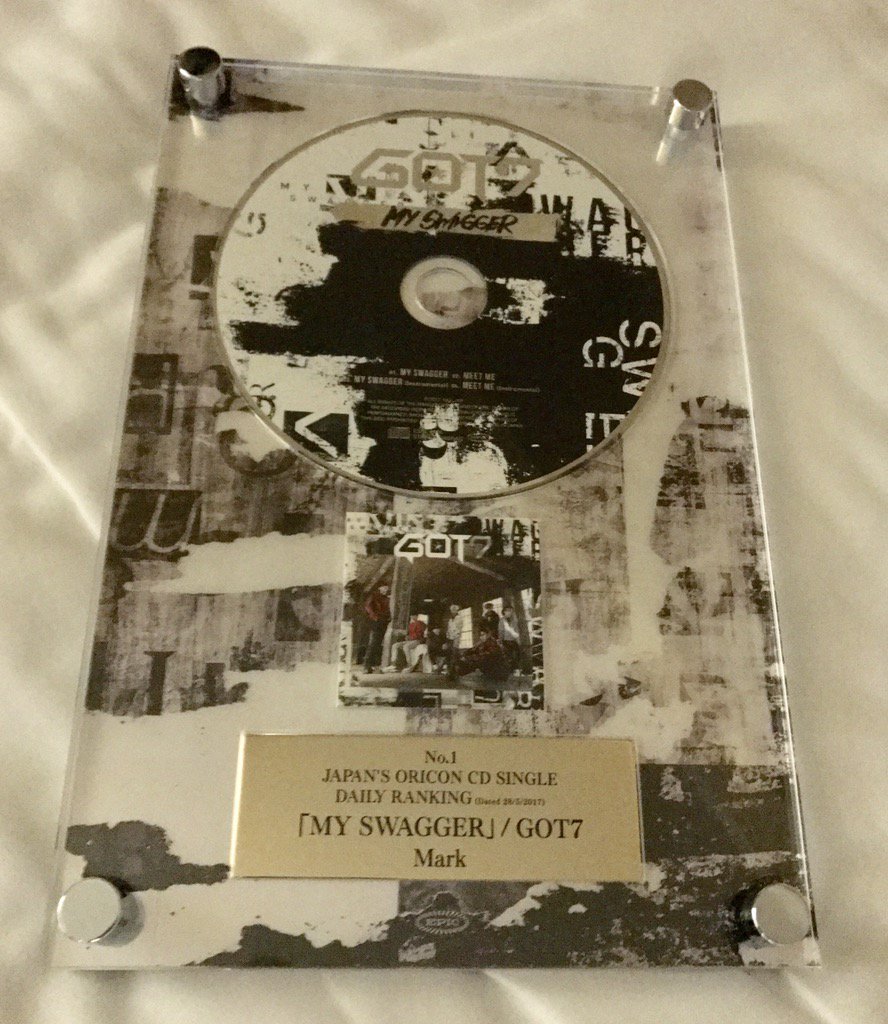 GOT7
MY SWAGGER
01. MY SWAGGER 02. MEET ME
MY SWAGGER (Instrumental) 04. MEET ME (Instrumental)
GOT7
No.1
JAPAN'S ORICON CD SINGLE
DAILY RANKING (Dated 28/5/2017)
「MY SWAGGER」/ GOT7
Mark
EPIC